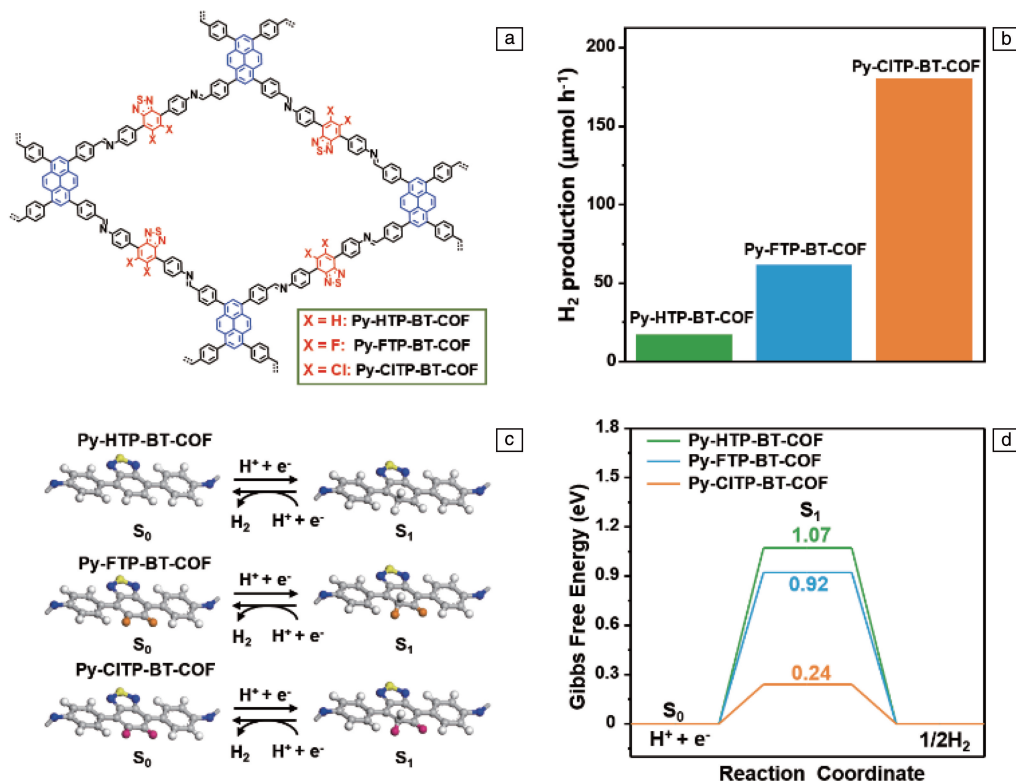 a
S-N
N
N
X
X
N
X
X
N
N-S
N
N
N-S
N
X
X
N
X
X
N-S
N
N
X = H: Py-HTP-BT-COF
X = F: Py-FTP-BT-COF
X = Cl: Py-ClTP-BT-COF
b
H2 production (μmol h-1)
200
150
100
50
0
Py-HTP-BT-COF
Py-FTP-BT-COF
Py-ClTP-BT-COF
c
Py-HTP-BT-COF
H+ + e-
H2
H+ + e-
S0
S1
Py-FTP-BT-COF
H+ + e-
H2
H+ + e-
S0
S1
Py-ClTP-BT-COF
H+ + e-
H2
H+ + e-
S0
S1
d
Gibbs Free Energy (eV)
1.8
1.5
1.2
0.9
0.6
0.3
0
Py-HTP-BT-COF
Py-FTP-BT-COF
Py-ClTP-BT-COF
S1
1.07
0.92
0.24
S0
H+ + e-
1/2H2
Reaction Coordinate